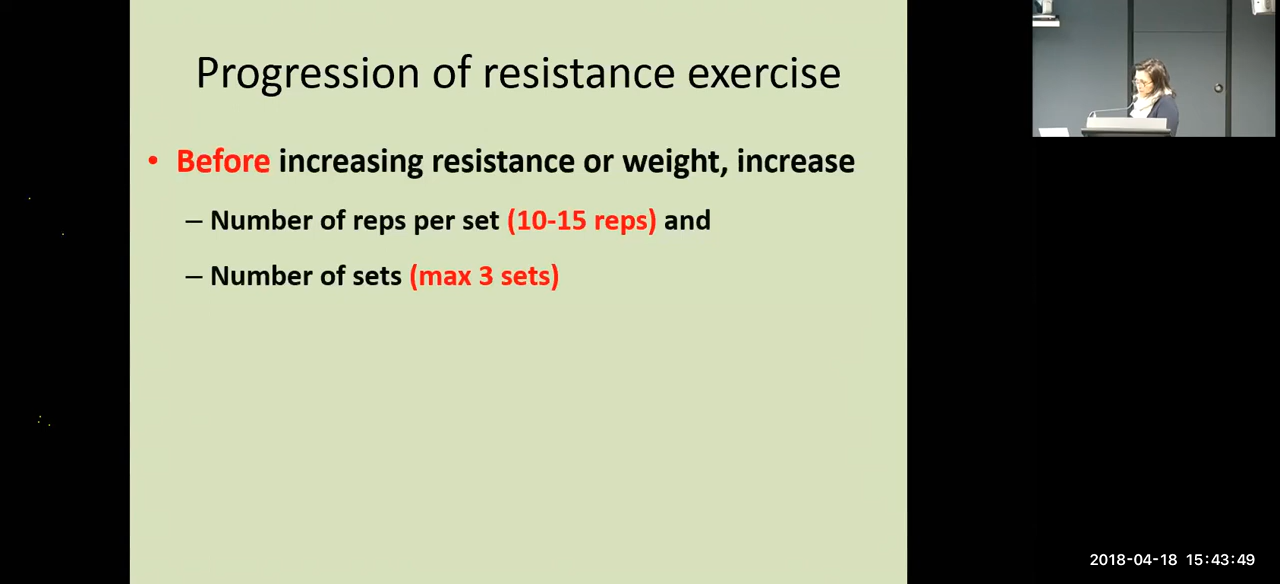 Progression of resistance exercise
• Before increasing resistance or weight, increase
– Number of reps per set (10-15 reps) and
– Number of sets (max 3 sets)
2018-04-18 15:43:49